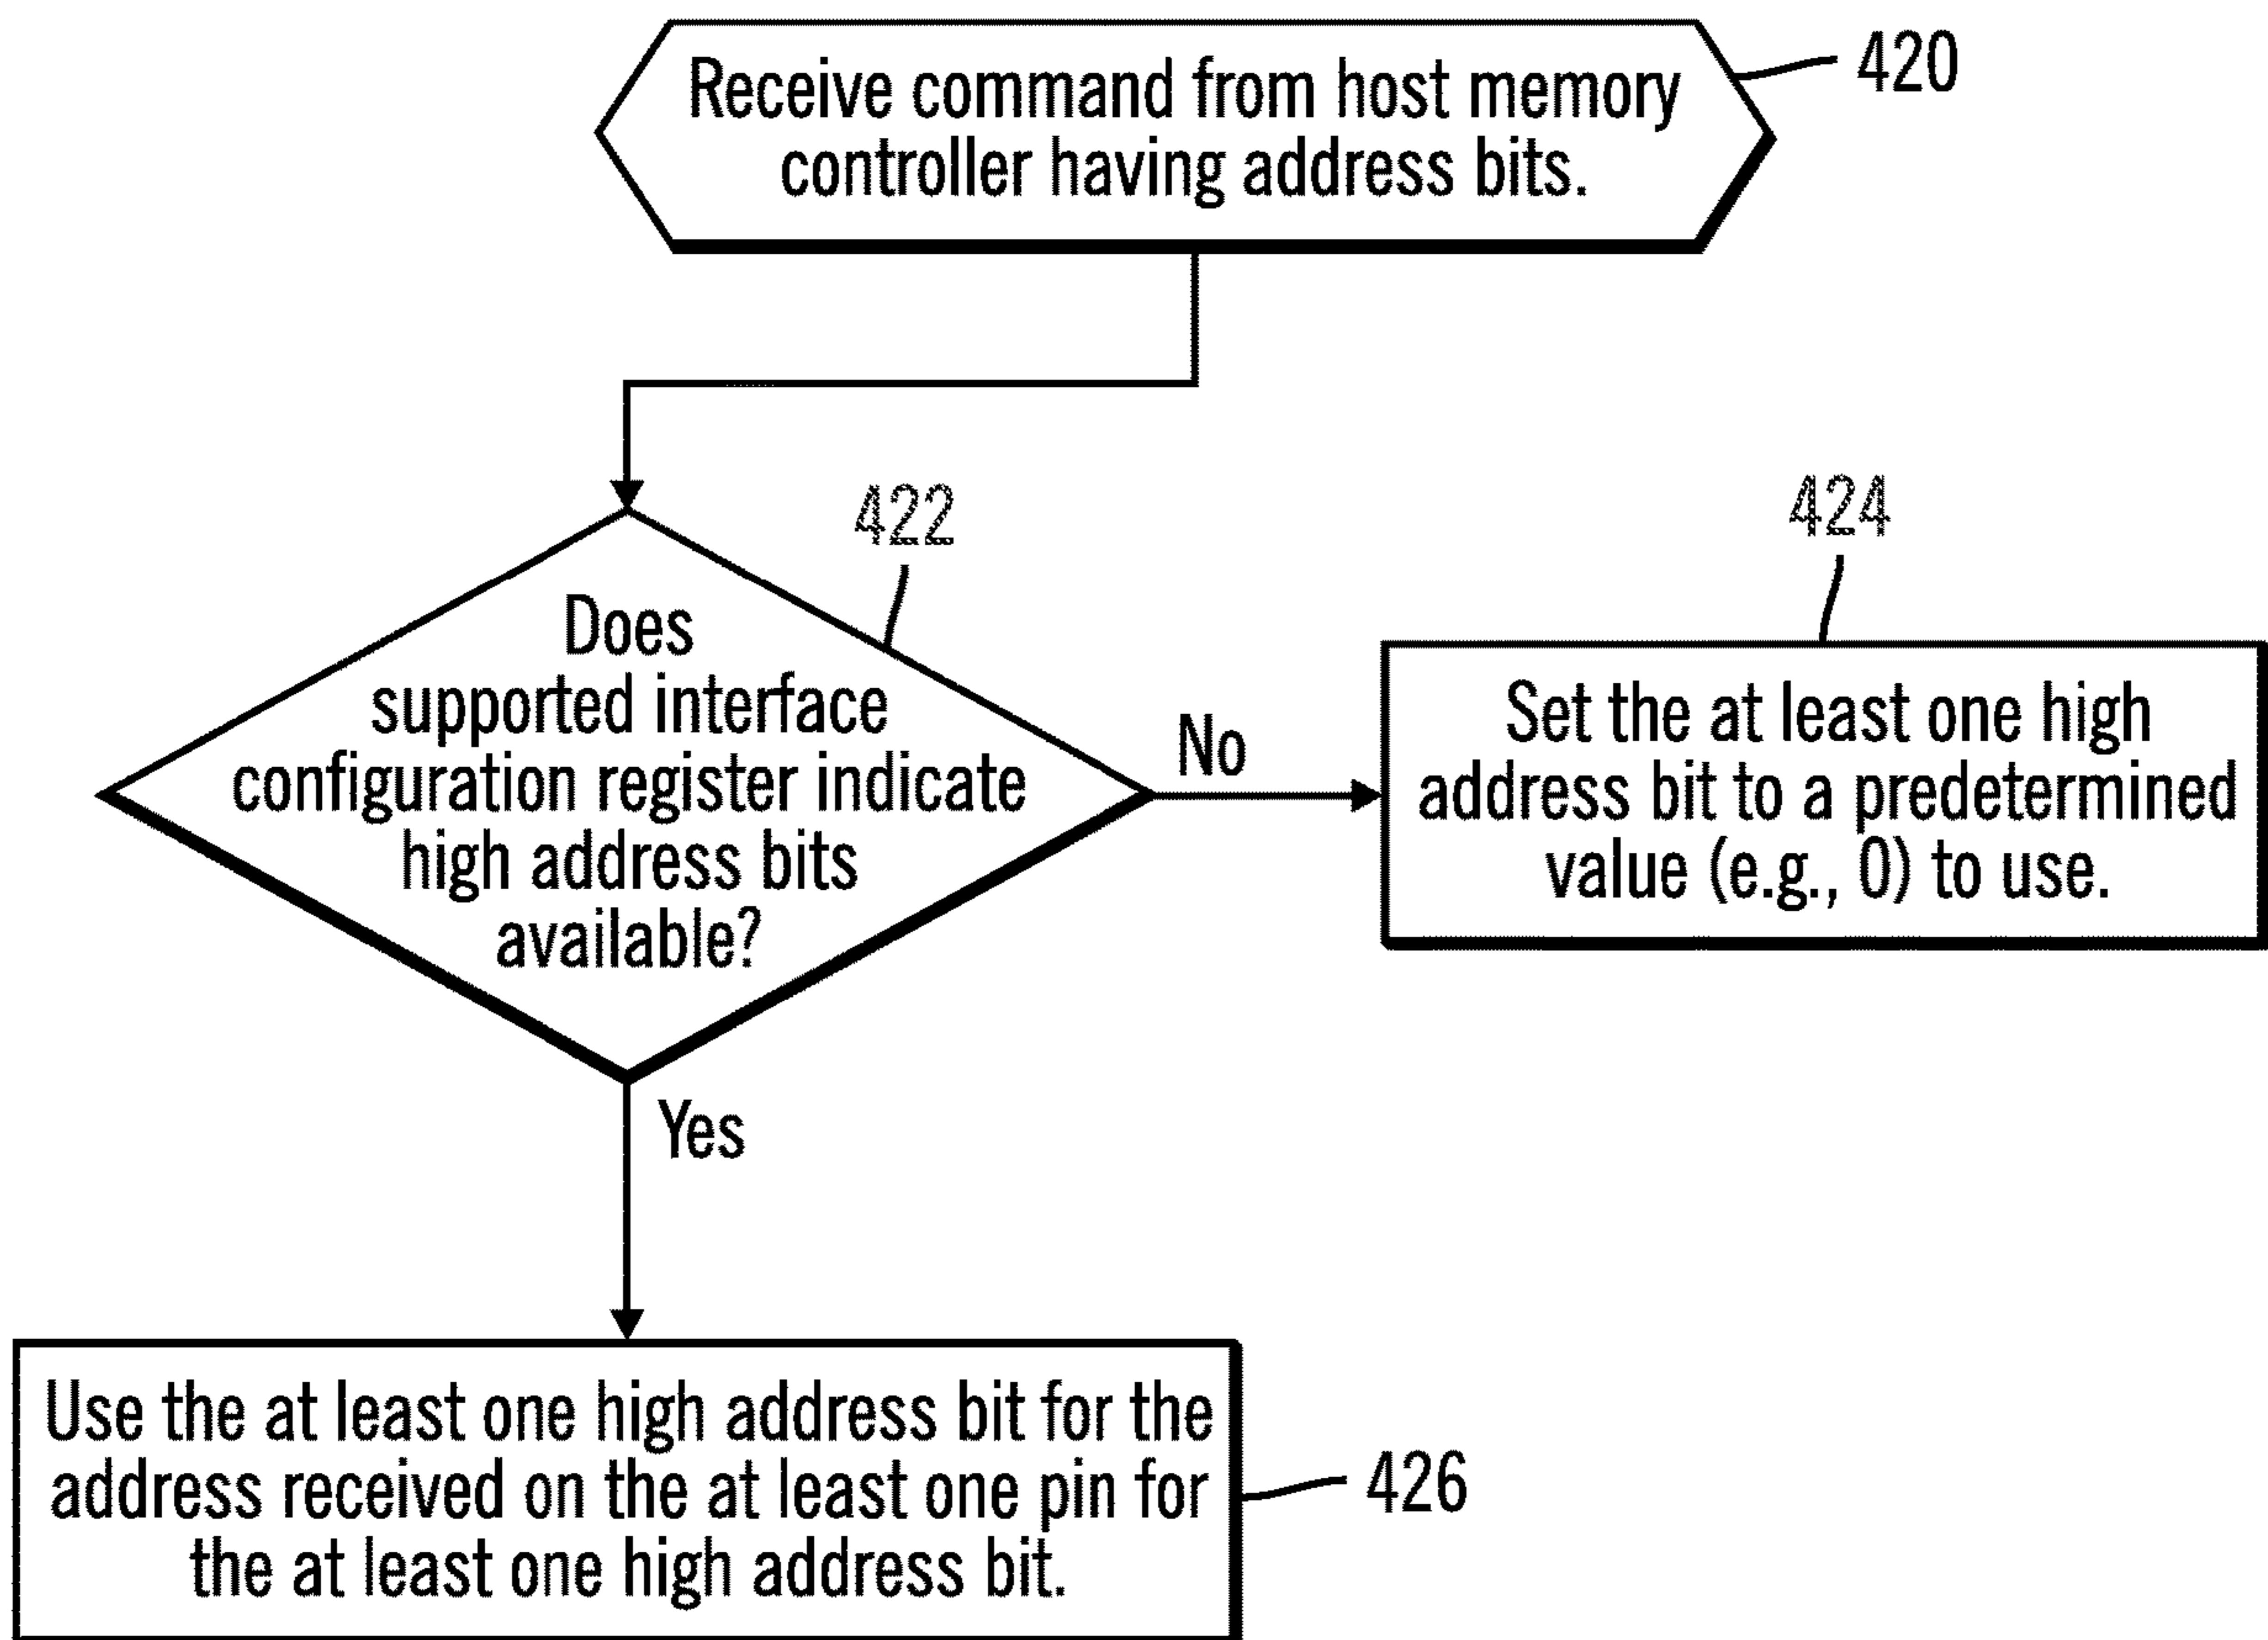 Receive command from host memory
controller having address bits.
420
422
Does
supported interface
configuration register indicate
high address bits
available?
No
424
Set the at least one high
address bit to a predetermined
value (e.g., 0) to use.
Yes
Use the at least one high address bit for the
address received on the at least one pin for
the at least one high address bit.
426